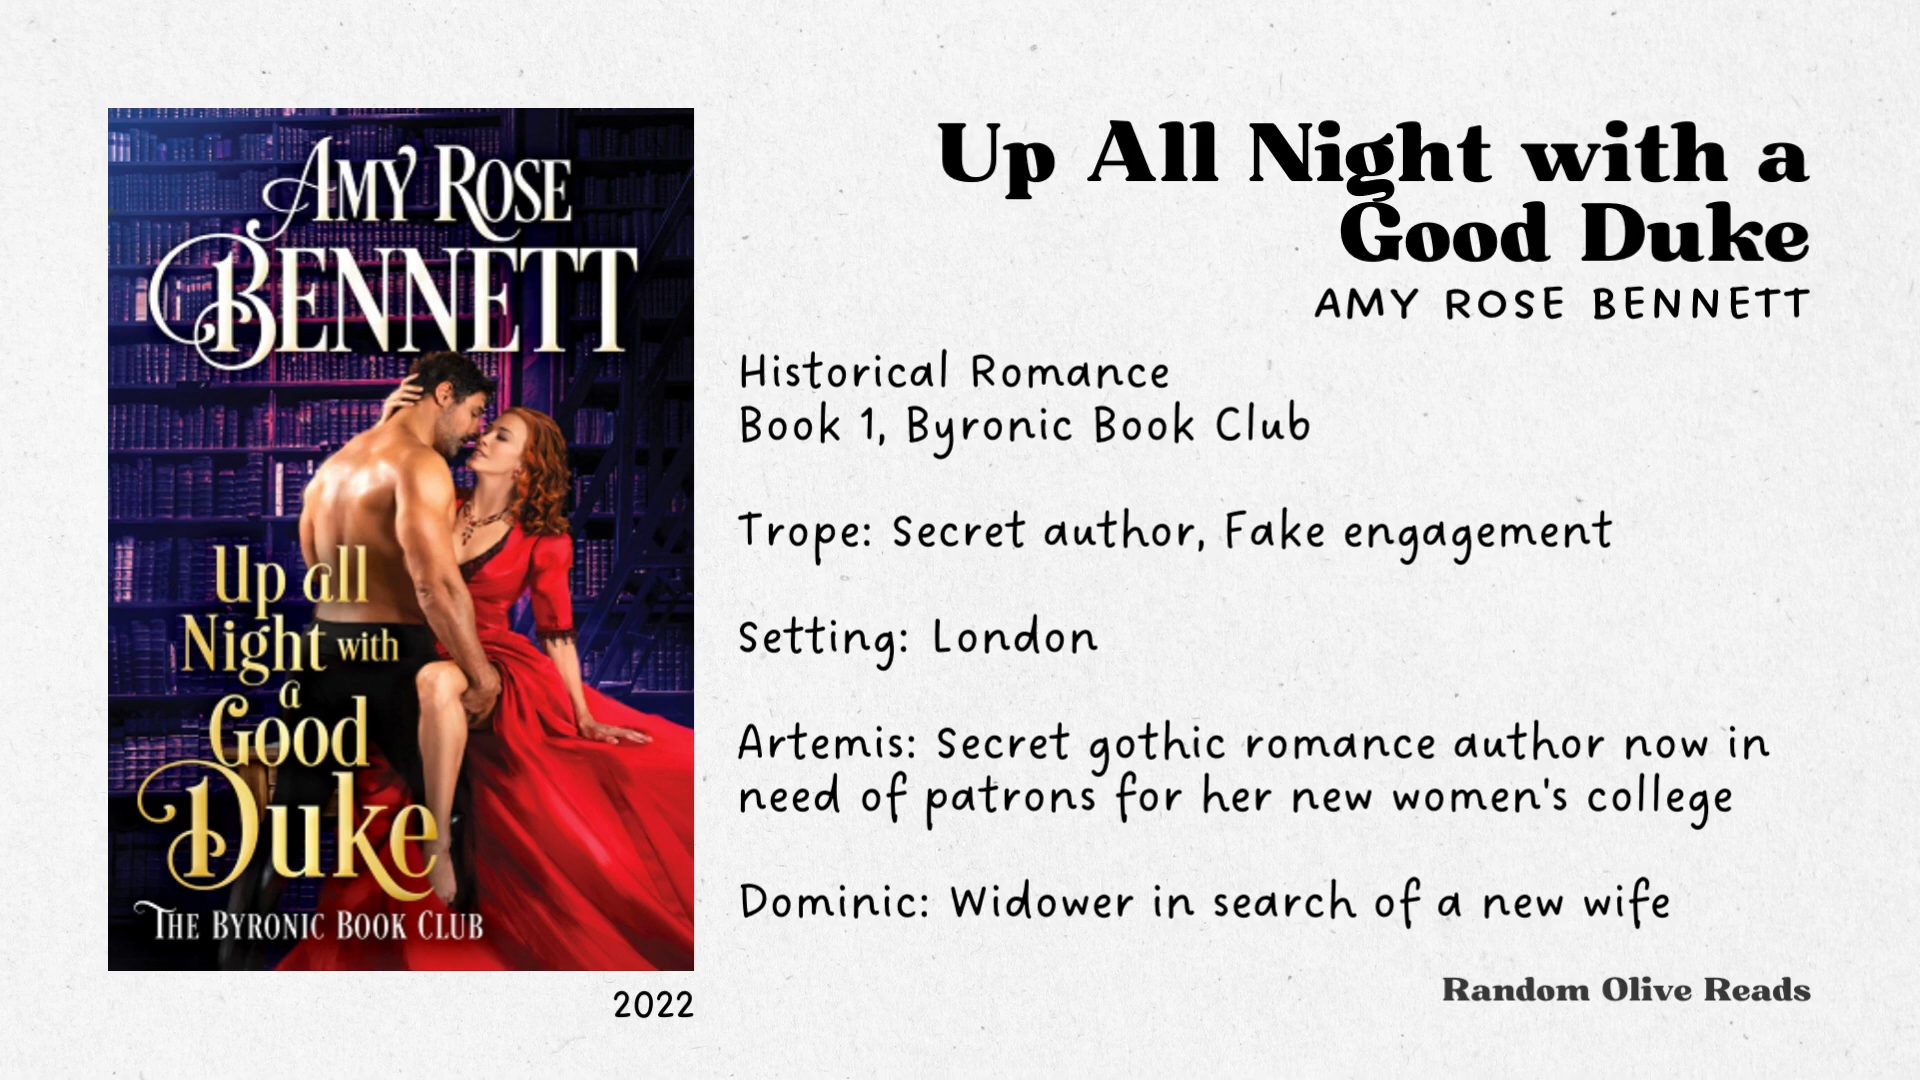 AMY ROSE
BENNETT
Up all
Night with
a
Good
Duke
THE BYRONIC BOOK CLUB
2022
Up All Night with a
Good Duke
AMY ROSE BENNETT
Historical Romance
Book 1, Byronic Book Club
Trope: Secret author, Fake engagement
Setting: London
Artemis: Secret gothic romance author now in
need of patrons for her new women's college
Dominic: Widower in search of a new wife
Random Olive Reads